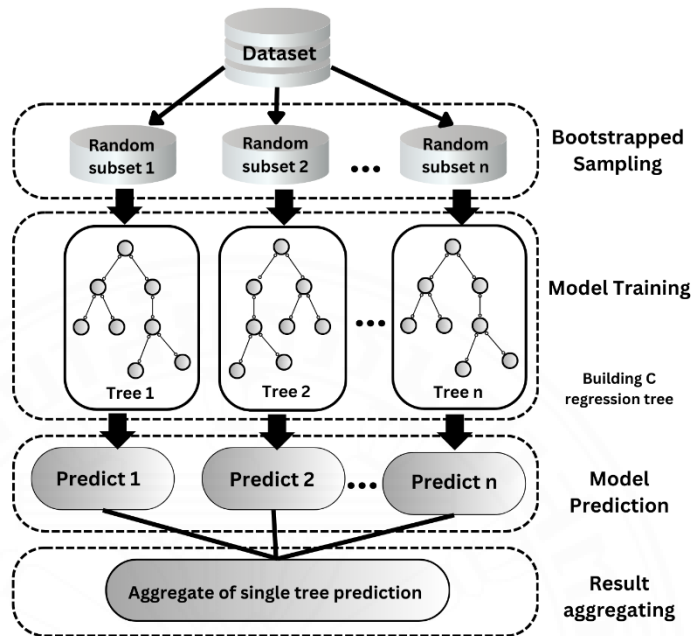 Dataset
Random
subset 1
Random
subset 2
...
Random
subset n
Bootstrapped
Sampling
Tree 1
Tree 2
...
Tree n
Model Training
Building C
regression tree
Predict 1
Predict 2
...
Predict n
Model
Prediction
Aggregate of single tree prediction
Result
aggregating